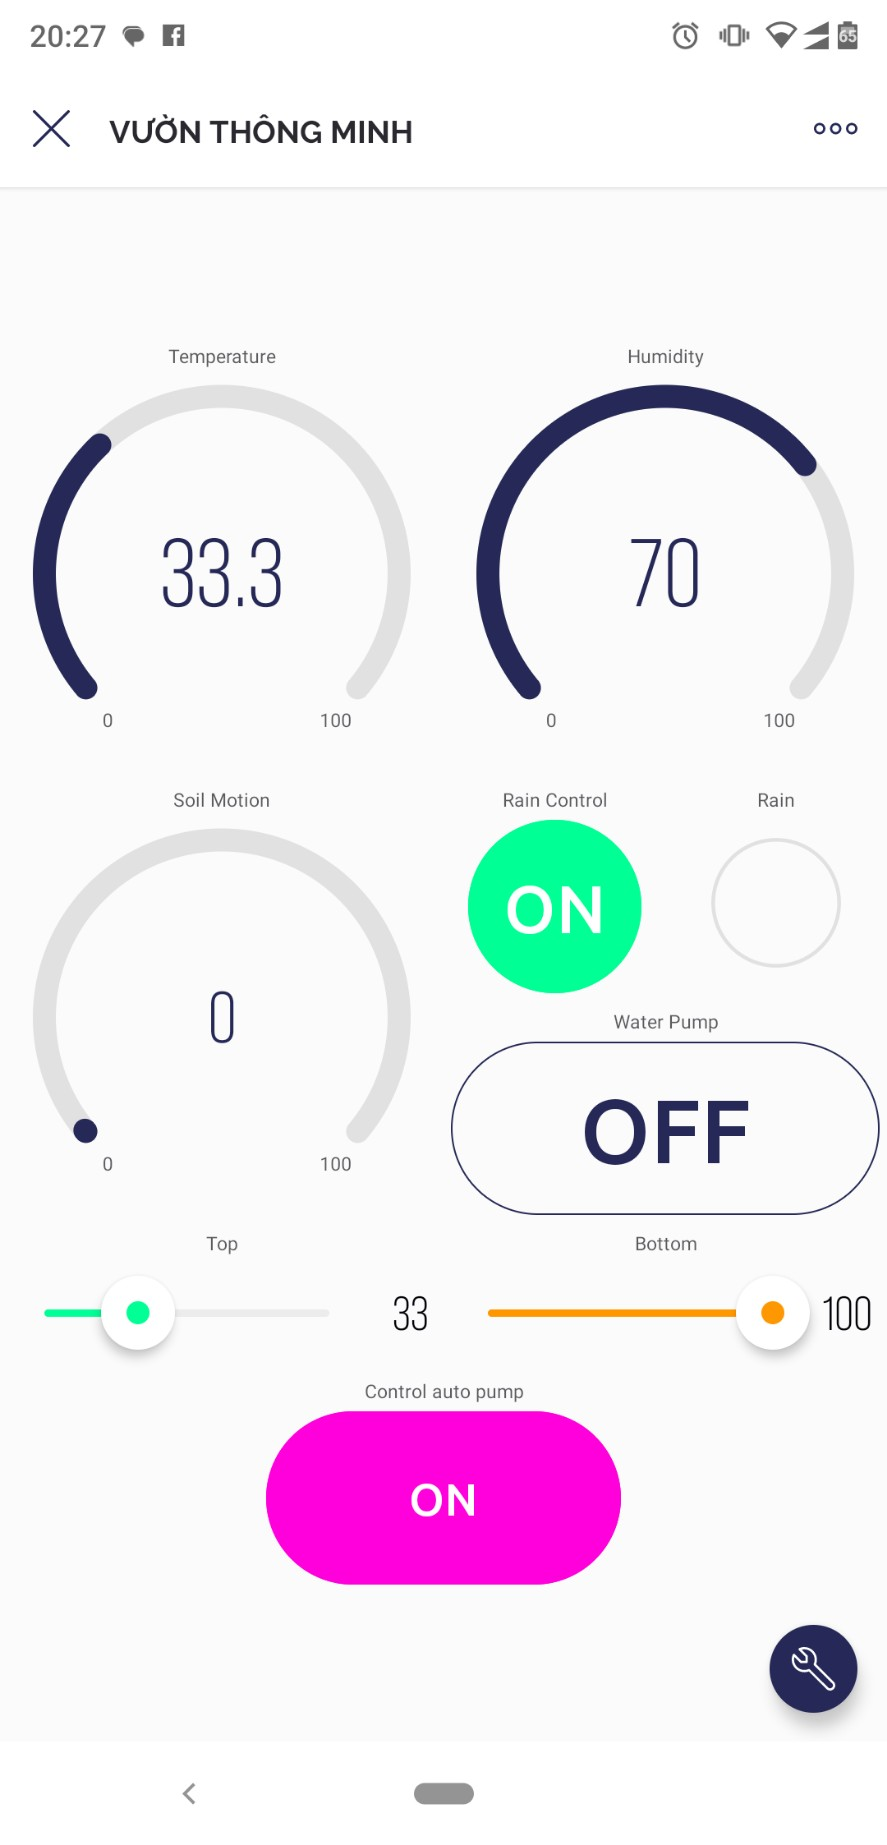 20:27
65
VƯỜN THÔNG MINH
Temperature
Humidity
33.3
70
0
100
0
100
Soil Motion
Rain Control
Rain
ON
0
Water Pump
OFF
0
100
Top
Bottom
33
100
Control auto pump
ON